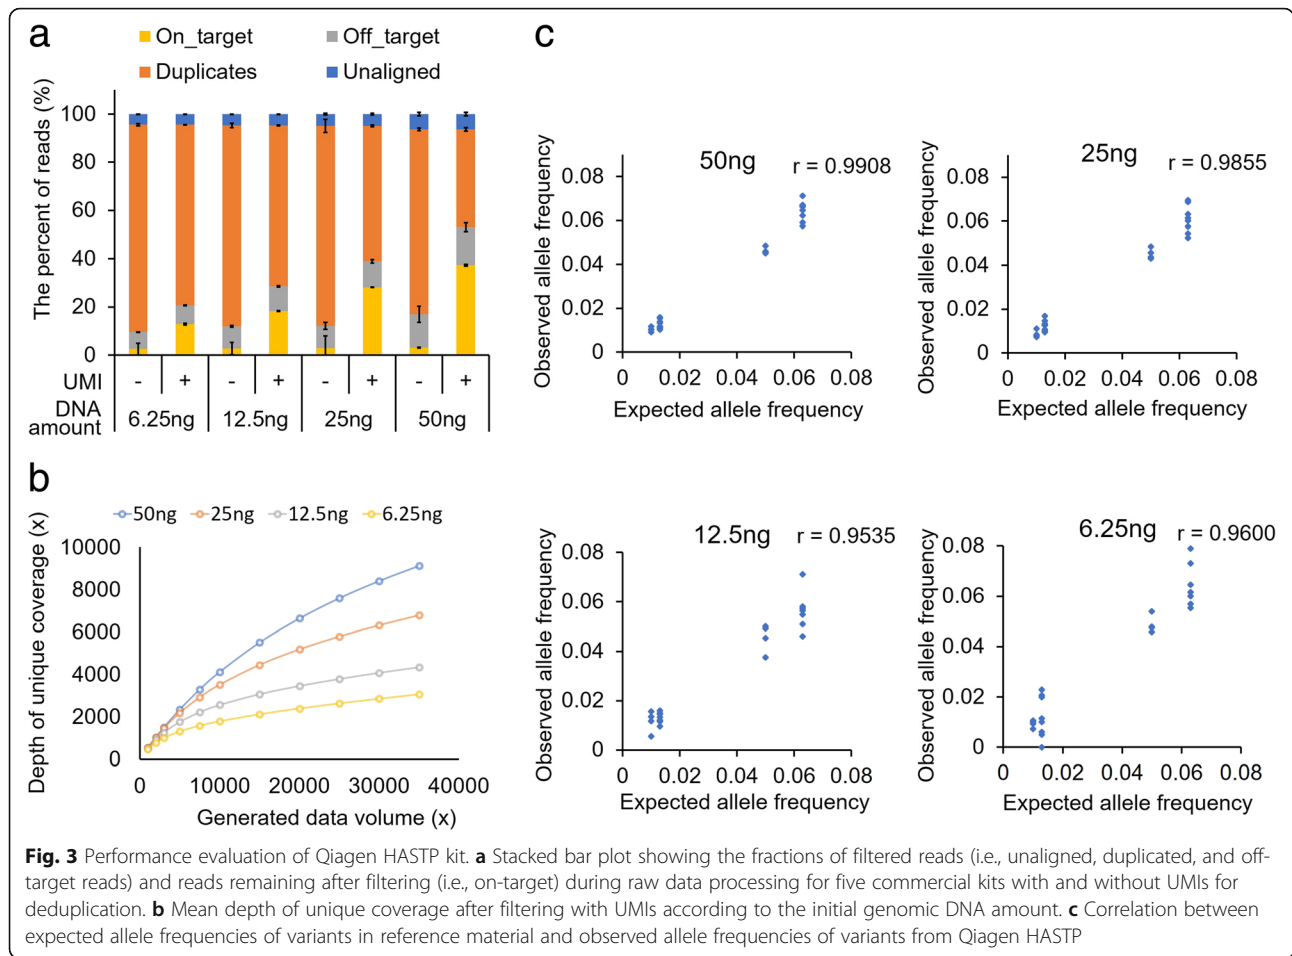 a
On_target
Off_target
Duplicates
Unaligned
The percent of reads (%)
100
80
60
40
20
0
UMI - + - + - + - +
DNA
amount
6.25ng 12.5ng 25ng 50ng
b
50ng 25ng 12.5ng 6.25ng
Depth of unique coverage (x)
10000
8000
6000
4000
2000
0
0 10000 20000 30000 40000
Generated data volume (x)
c
50ng
r = 0.9908
Observed allele frequency
0.08
0.06
0.04
0.02
0
0 0.02 0.04 0.06 0.08
Expected allele frequency
25ng
r = 0.9855
Observed allele frequency
0.08
0.06
0.04
0.02
0
0 0.02 0.04 0.06 0.08
Expected allele frequency
12.5ng
r = 0.9535
Observed allele frequency
0.08
0.06
0.04
0.02
0
0 0.02 0.04 0.06 0.08
Expected allele frequency
6.25ng
r = 0.9600
Observed allele frequency
0.08
0.06
0.04
0.02
0
0 0.02 0.04 0.06 0.08
Expected allele frequency
Fig. 3 Performance evaluation of Qiagen HASTP kit. a Stacked bar plot showing the fractions of filtered reads (i.e., unaligned, duplicated, and off-
target reads) and reads remaining after filtering (i.e., on-target) during raw data processing for five commercial kits with and without UMIs for
deduplication. b Mean depth of unique coverage after filtering with UMIs according to the initial genomic DNA amount. c Correlation between
expected allele frequencies of variants in reference material and observed allele frequencies of variants from Qiagen HASTP